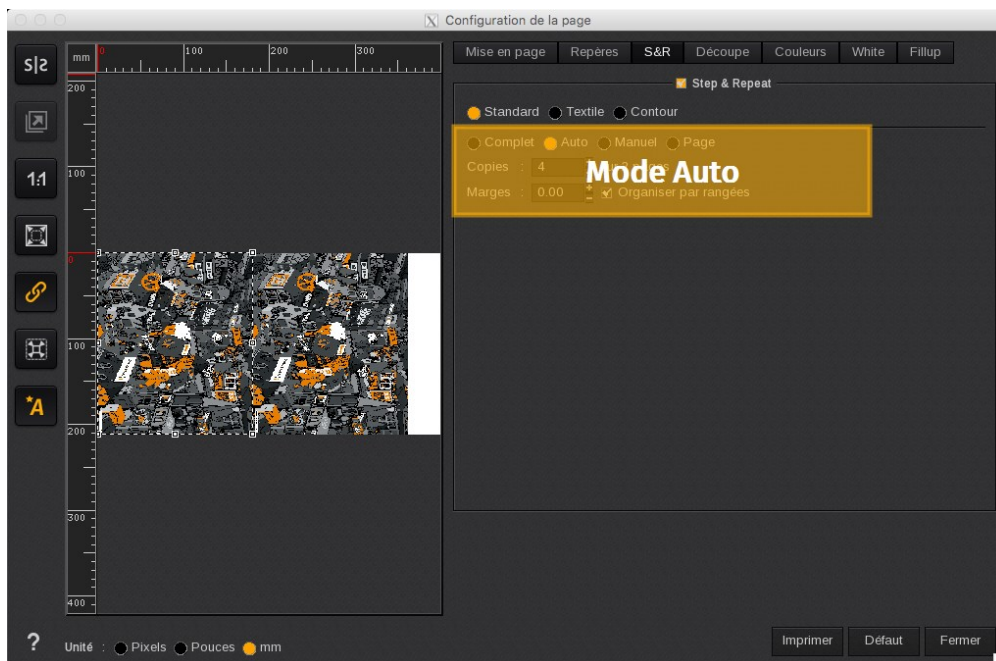 Configuration de la page
S|S
mm
0 100 200 300
Mise en page Repères S&R Découpe Couleurs White Fillup
200
Step & Repeat
Standard Textile Contour
Complet Auto Manuel Page
1:1
100
Copies : 4 pages
Mode Auto
Marges : 0.00 Organiser par rangées
0
100
*A
200
300
400
? Unité : Pixels Pouces mm
Imprimer Défaut Fermer